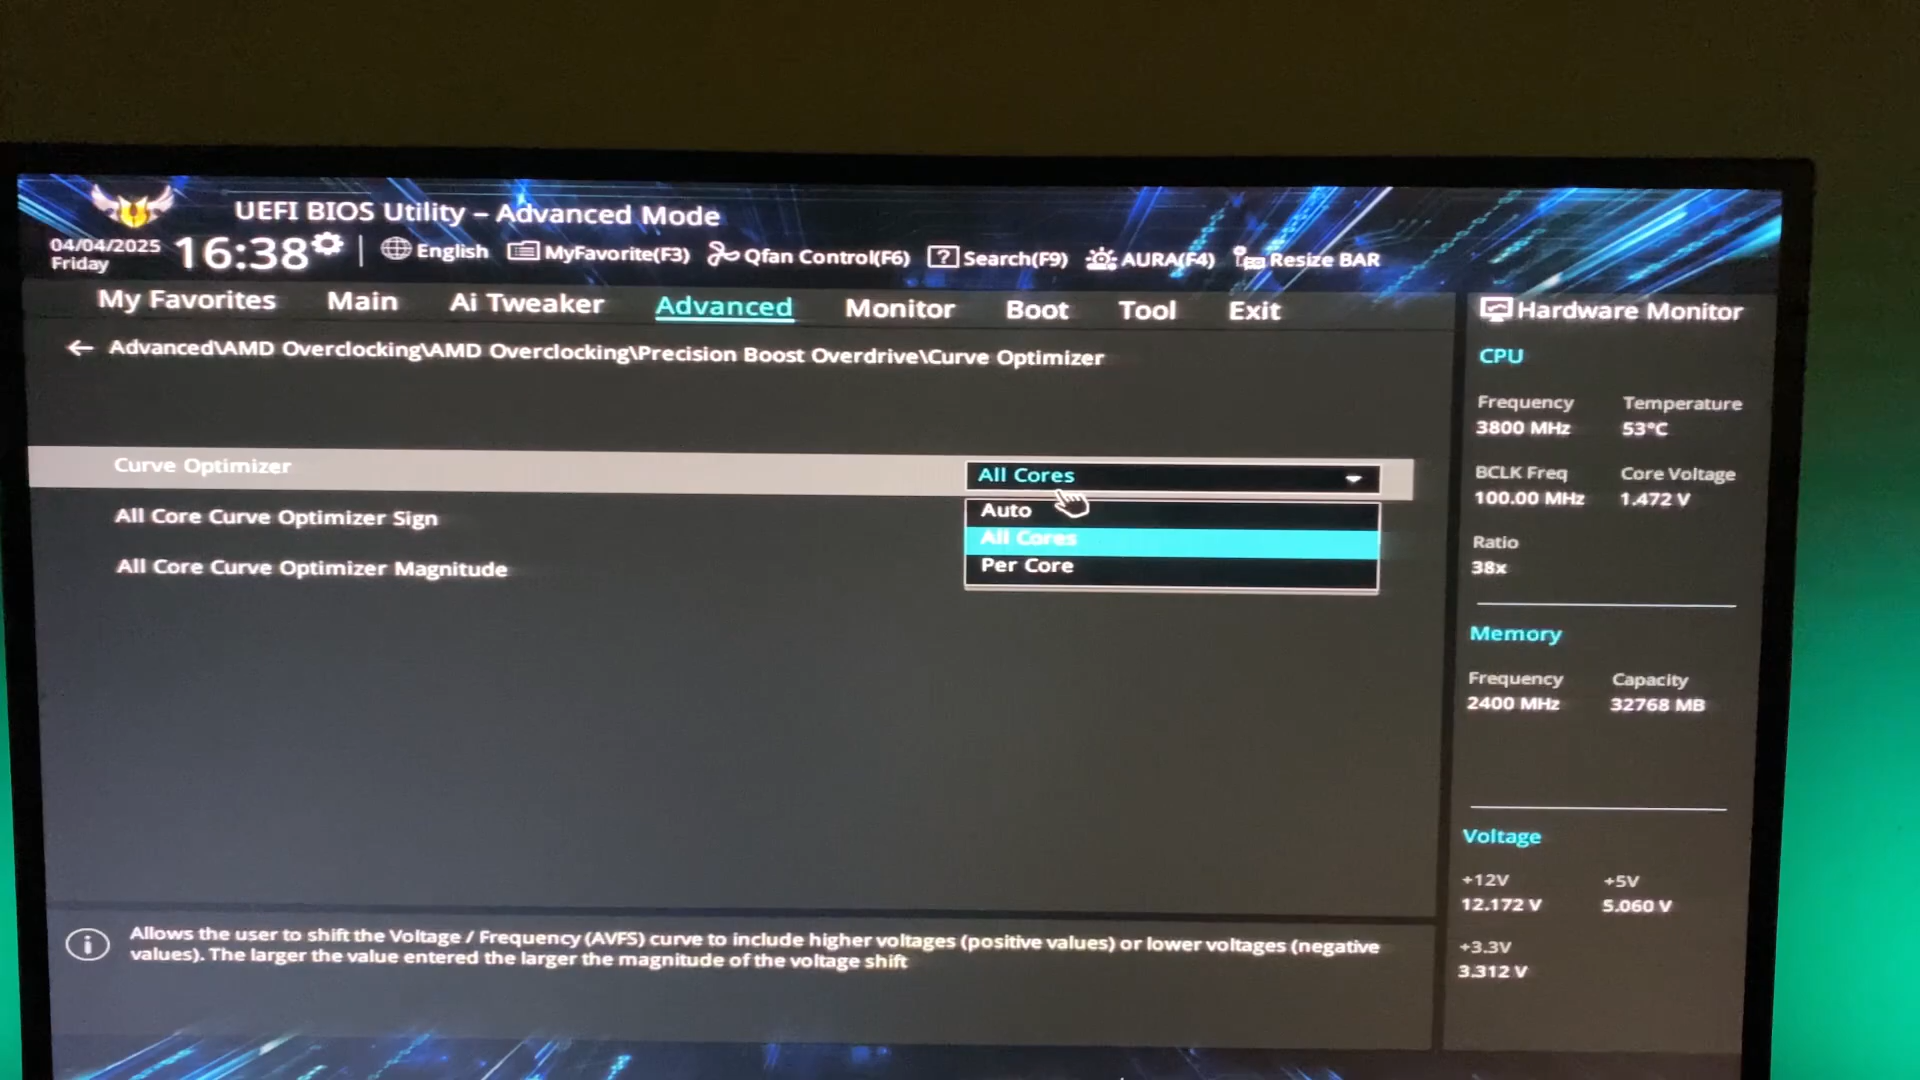 UEFI BIOS Utility – Advanced Mode
04/04/2025
Friday
16:38
English
MyFavorite(F3)
Qfan Control(F6)
? Search(F9)
AURA(F4)
Resize BAR
My Favorites
Main
Ai Tweaker
Advanced
Monitor
Boot
Tool
Exit
← Advanced\AMD Overclocking\AMD Overclocking\Precision Boost Overdrive\Curve Optimizer
Curve Optimizer
All Cores
Auto
All Cores
Per Core
All Core Curve Optimizer Sign
All Core Curve Optimizer Magnitude
i Allows the user to shift the Voltage / Frequency (AVFS) curve to include higher voltages (positive values) or lower voltages (negative
values). The larger the value entered the larger the magnitude of the voltage shift
Hardware Monitor
CPU
Frequency Temperature
3800 MHz 53°C
BCLK Freq Core Voltage
100.00 MHz 1.472 V
Ratio
38x
Memory
Frequency Capacity
2400 MHz 32768 MB
Voltage
+12V +5V
12.172 V 5.060 V
+3.3V
3.312 V